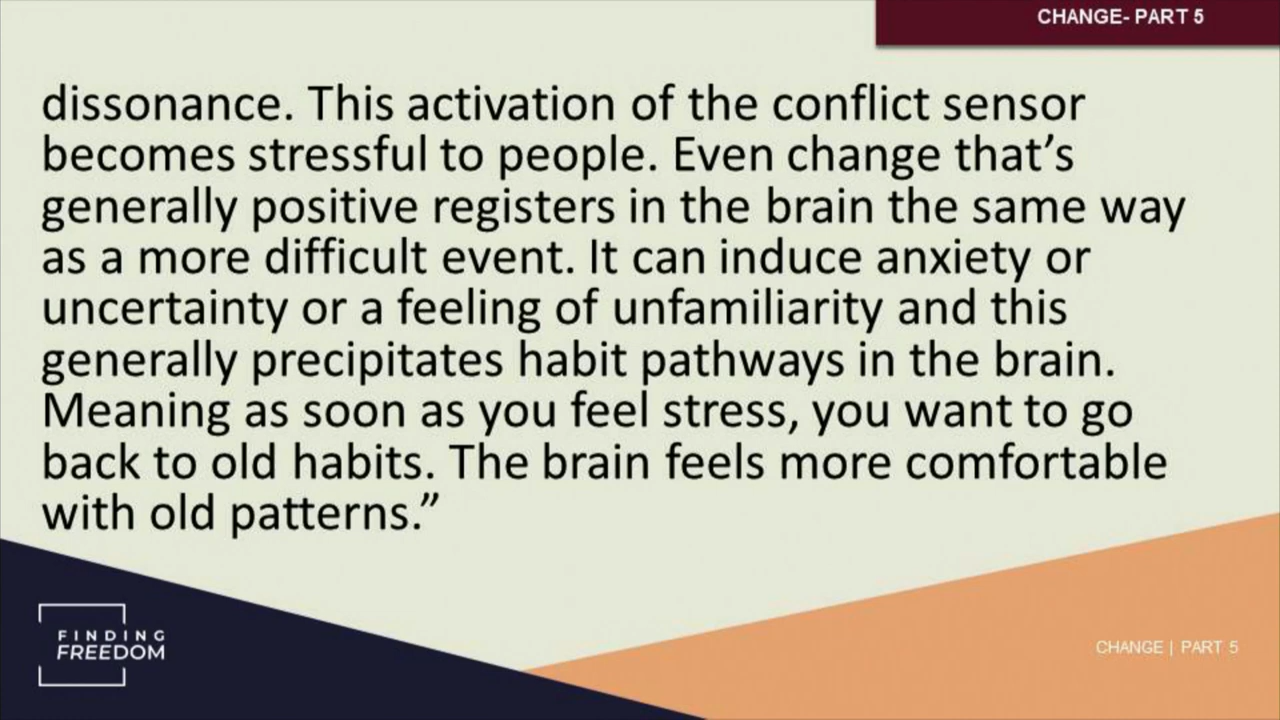 CHANGE- PART 5
dissonance. This activation of the conflict sensor
becomes stressful to people. Even change that’s
generally positive registers in the brain the same way
as a more difficult event. It can induce anxiety or
uncertainty or a feeling of unfamiliarity and this
generally precipitates habit pathways in the brain.
Meaning as soon as you feel stress, you want to go
back to old habits. The brain feels more comfortable
with old patterns.”
FINDING
FREEDOM
CHANGE | PART 5